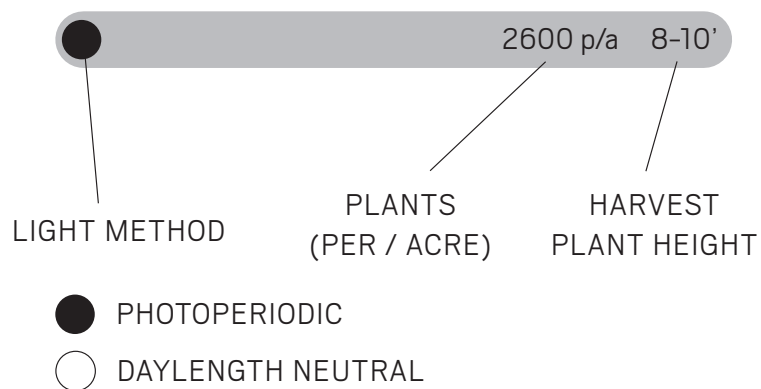 2600 p/a 8-10’
LIGHT METHOD
PLANTS
(PER / ACRE)
HARVEST
PLANT HEIGHT
PHOTOPERIODIC
DAYLENGTH NEUTRAL